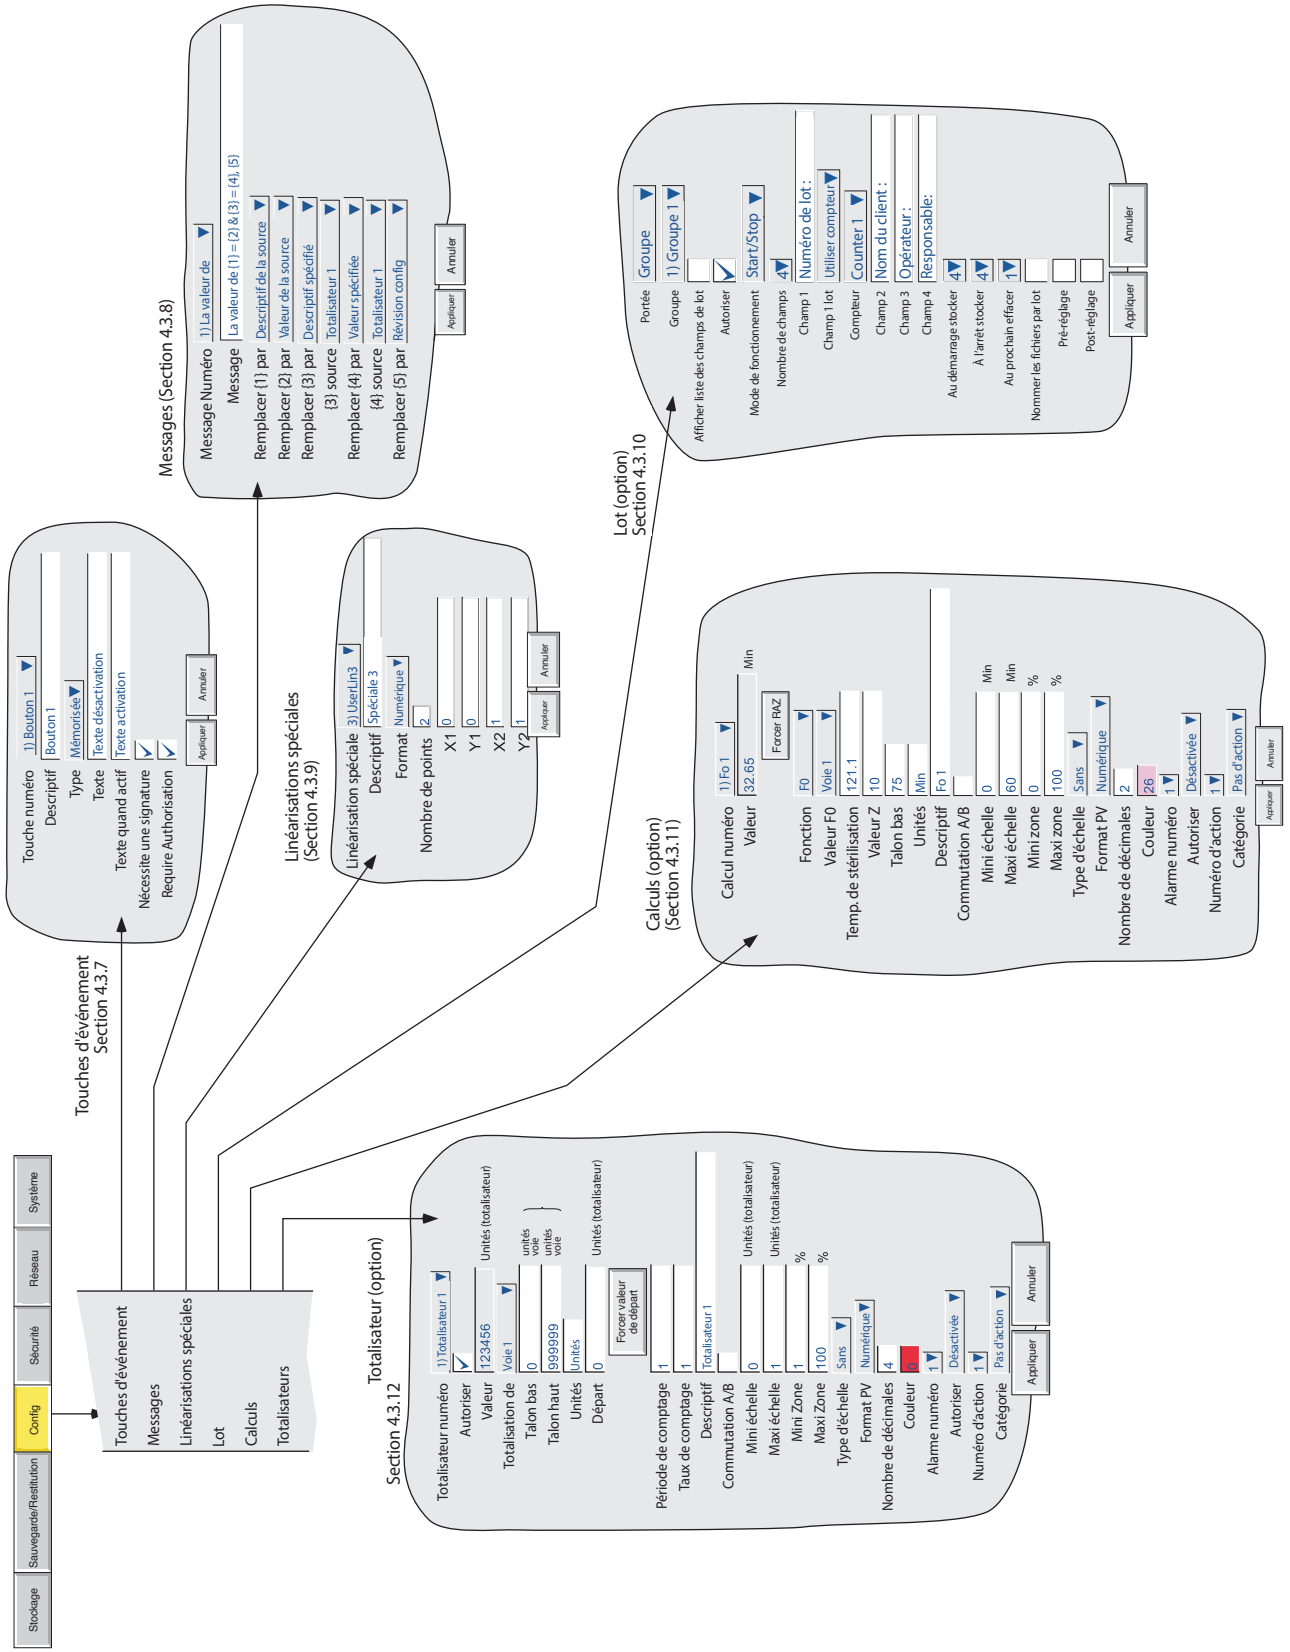 Stockage Sauvegarde/Restitution Config Sécurité Réseau Système
Touches d'événement
Messages
Linéarisations spéciales
Lot
Calculs
Totalisateurs
Touches d'événement
Section 4.3.7
Touche numéro 1) Bouton 1
Descriptif Bouton 1
Type Mémorisée
Texte Texte désactivation
Texte quand actif Texte activation
Nécessite une signature
Require Authorisation
Appliquer Annuler
Messages (Section 4.3.8)
Message Numéro 1) La valeur de
Message La valeur de {1} = {2} & {3} = {4}, {5}
Remplacer {1} par Descriptif de la source
Remplacer {2} par Valeur de la source
Remplacer {3} par Descriptif spécifié
{3} source Totalisateur 1
Remplacer {4} par Valeur spécifiée
{4} source Totalisateur 1
Remplacer {5} par Révision config
Appliquer Annuler
Linéarisations spéciales
(Section 4.3.9)
Linéarisation spéciale 3) UserLin3
Descriptif Spéciale 3
Format Numérique
Nombre de points 2
X1 0
Y1 0
X2 1
Y2 1
Appliquer Annuler
Lot (option)
Section 4.3.10
Portée Groupe
Groupe 1) Groupe 1
Afficher liste des champs de lot
Autoriser
Mode de fonctionnement Start/Stop
Nombre de champs 4
Champ 1 Numéro de lot :
Champ 1 lot Utiliser compteur
Compteur Counter 1
Champ 2 Nom du client :
Champ 3 Opérateur :
Champ 4 Responsable:
Au démarrage stocker 4
À l'arrêt stocker 4
Au prochain effacer 1
Nommer les fichiers par lot
Pré-réglage
Post-réglage
Appliquer Annuler
Calculs (option)
(Section 4.3.11)
Calcul numéro 1) Fo 1
Valeur 32.65 Min
Forcer RAZ
Fonction F0
Valeur F0 Voie 1
Temp. de stérilisation 121.1
Valeur Z 10
Talon bas 75
Unités Min
Descriptif Fo 1
Commutation A/B
Mini échelle 0 Min
Maxi échelle 60 Min
Mini zone 0 %
Maxi zone 100 %
Type d'échelle Sans
Format PV Numérique
Nombre de décimales 2
Couleur 26
Alarme numéro 1
Autoriser Désactivée
Numéro d'action 1
Catégorie Pas d'action
Appliquer Annuler
Totalisateur (option)
Section 4.3.12
Totalisateur numéro 1) Totalisateur 1
Autoriser
Valeur 123456 Unités (totalisateur)
Totalisation de Voie 1
Talon bas 0 unités voie
Talon haut 999999 unités voie
Unités Unités
Départ 0 Unités (totalisateur)
Forcer valeur
de départ
Période de comptage 1
Taux de comptage 1
Descriptif Totalisateur 1
Commutation A/B
Mini échelle 0 Unités (totalisateur)
Maxi échelle 1 Unités (totalisateur)
Mini Zone 1 %
Maxi Zone 100 %
Type d'échelle Sans
Format PV Numérique
Nombre de décimales 4
Couleur 0
Alarme numéro 1
Autoriser Désactivée
Numéro d'action 1
Catégorie Pas d'action
Appliquer Annuler